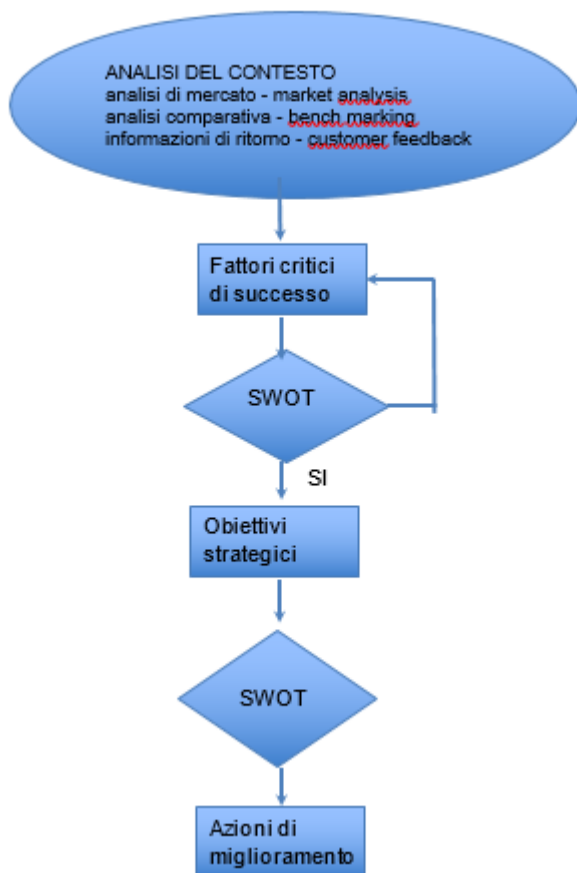 ANALISI DEL CONTESTO
analisi di mercato - market analysis
analisi comparativa - bench marking
informazioni di ritorno - customer feedback
Fattori critici
di successo
SWOT
SI
Obiettivi
strategici
SWOT
Azioni di
miglioramento